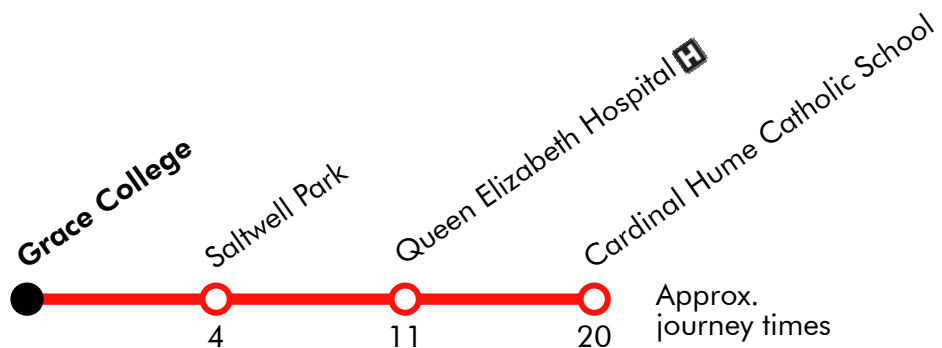 Grace College
Saltwell Park
Queen Elizabeth Hospital H
Cardinal Hume Catholic School
4
11
20
Approx.
journey times